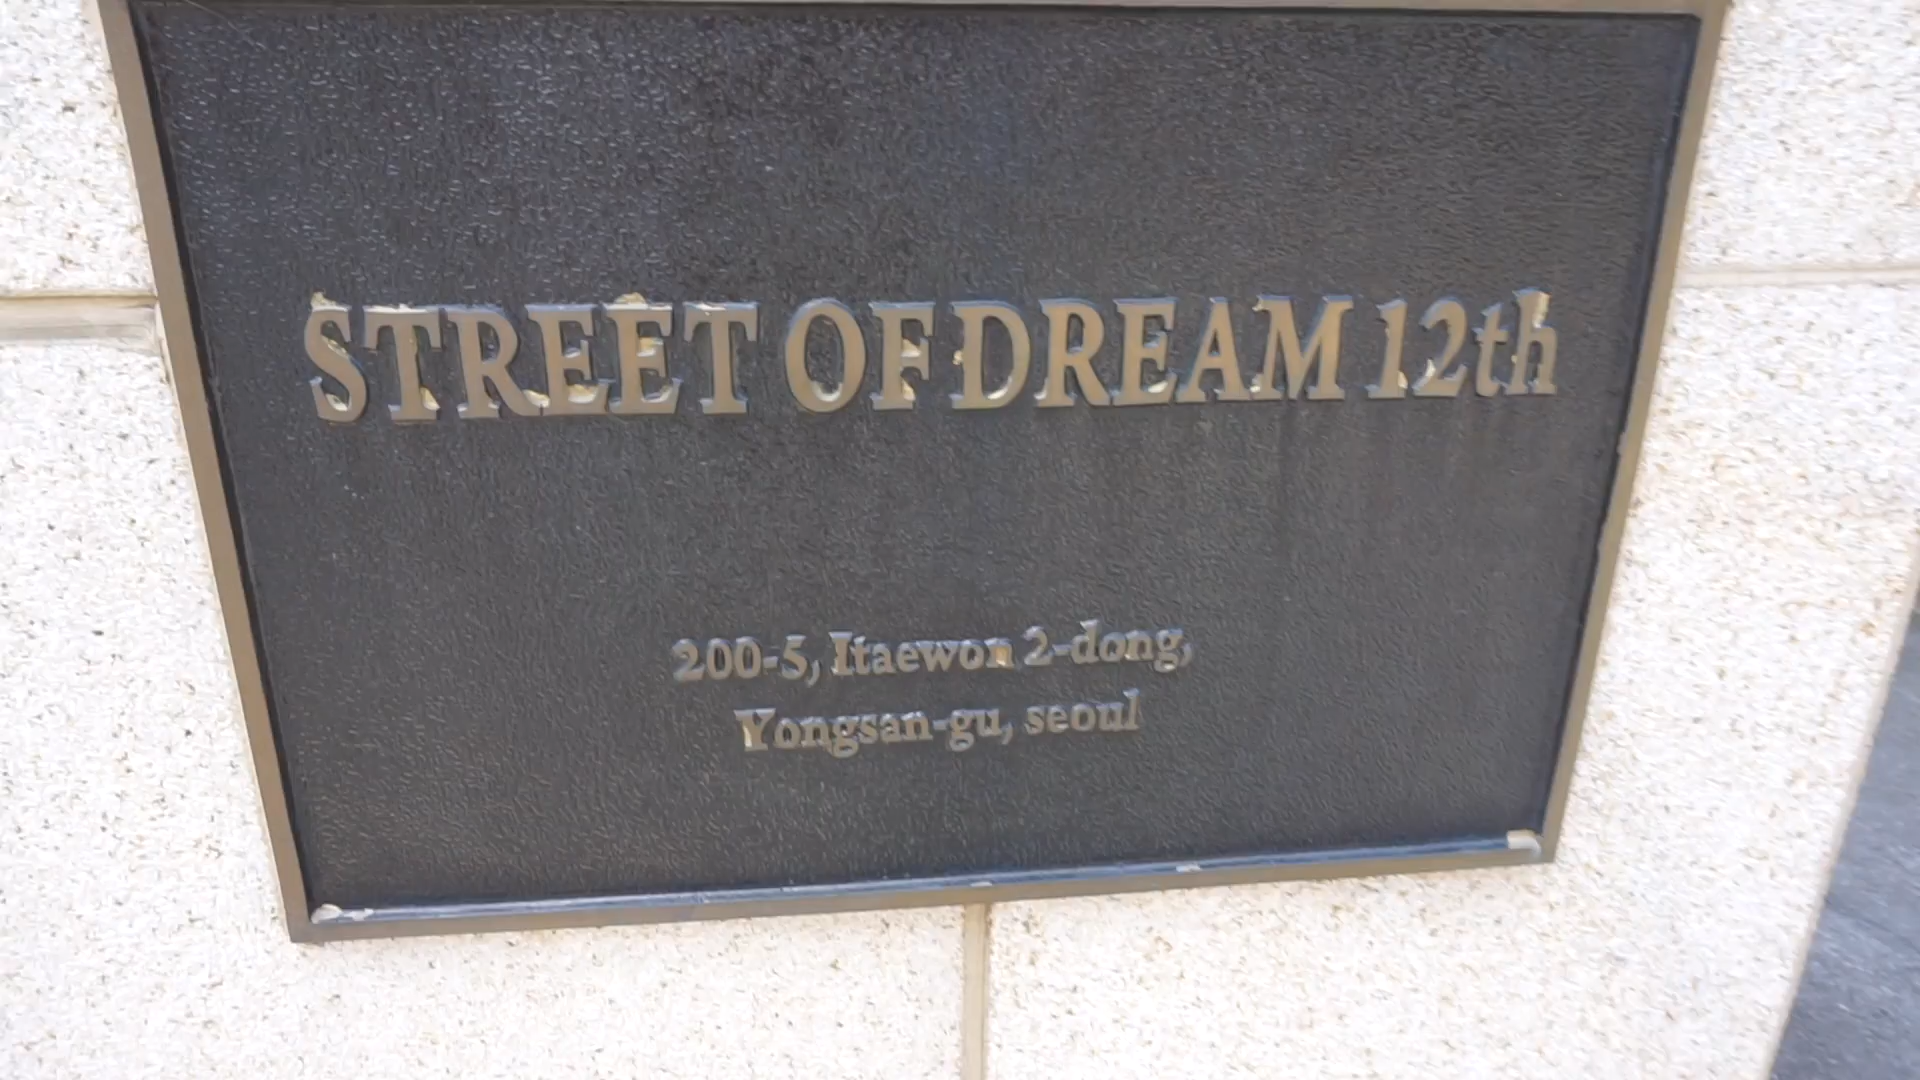 STREET OF DREAM 12th
200-5, Itaewon 2-dong,
Yongsan-gu, seoul